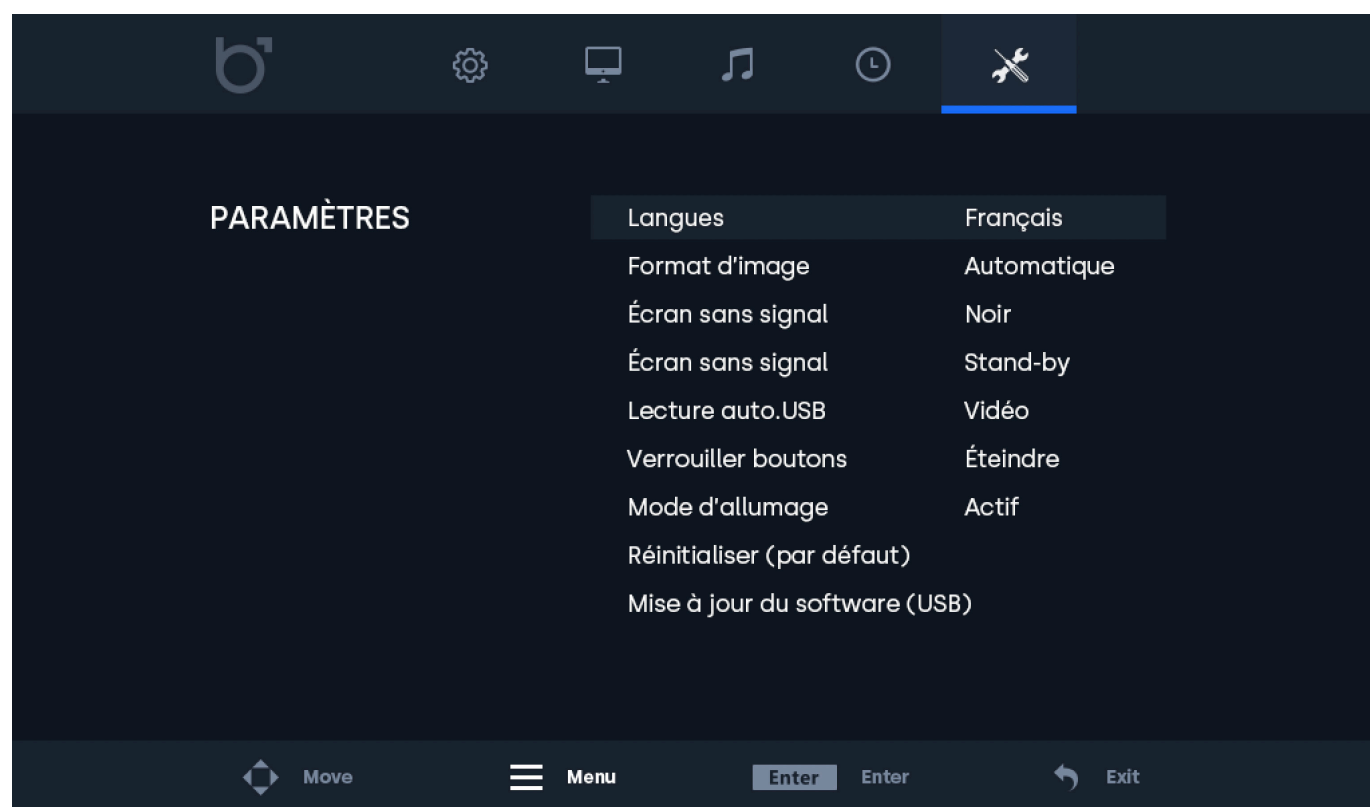 PARAMÈTRES
Langues Français
Format d'image Automatique
Écran sans signal Noir
Écran sans signal Stand-by
Lecture auto.USB Vidéo
Verrouiller boutons Éteindre
Mode d'allumage Actif
Réinitialiser (par défaut)
Mise à jour du software (USB)
Move Menu Enter Enter Exit